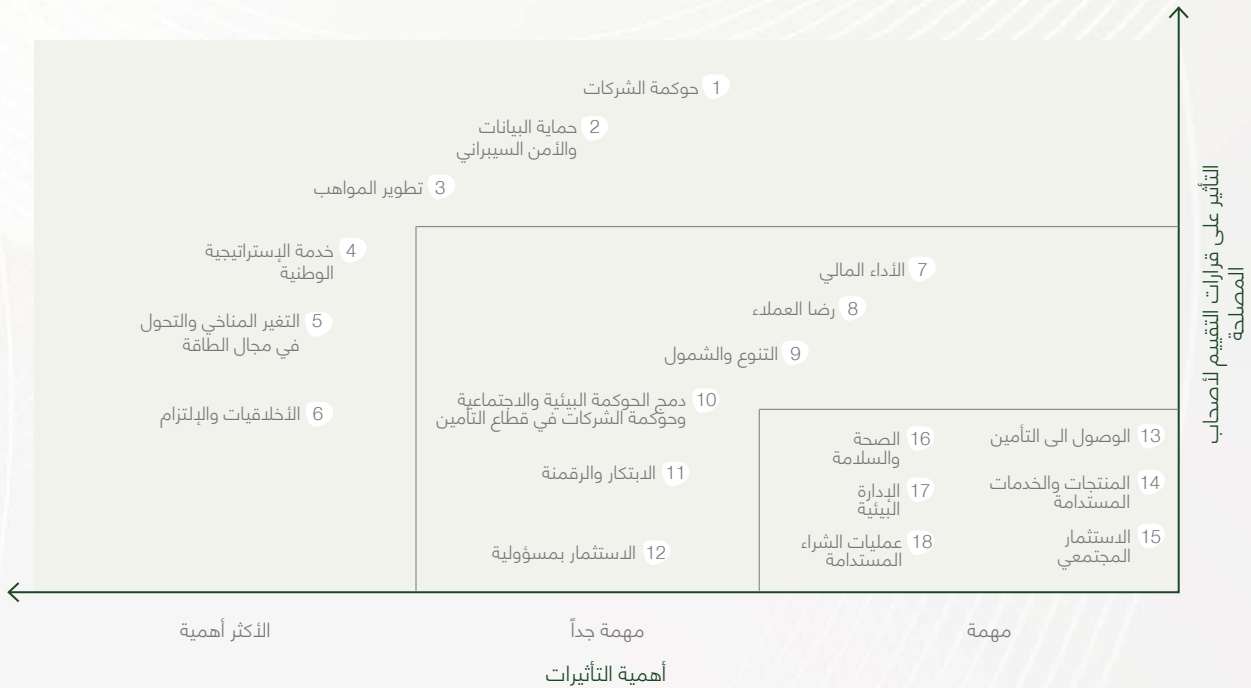 1 حوكمة الشركات
2 حماية البيانات
والأمن السيبراني
3 تطوير المواهب
4 خدمة الإستراتيجية
الوطنية
5 التغير المناخي والتحول
في مجال الطاقة
6 الأخلاقيات والإلتزام
7 الأداء المالي
8 رضا العملاء
9 التنوع والشمول
10 دمج الحوكمة البيئية والاجتماعية
وحوكمة الشركات في قطاع التأمين
11 الابتكار والرقمنة
12 الاستثمار بمسؤولية
13 الوصول الى التأمين
14 المنتجات والخدمات
المستدامة
15 الاستثمار
المجتمعي
16 الصحة
والسلامة
17 الإدارة
البيئية
18 عمليات الشراء
المستدامة
التأثير على قرارات التقييم لأصحاب
المصلحة
مهمة
مهمة جداً
الأكثر أهمية
أهمية التأثيرات